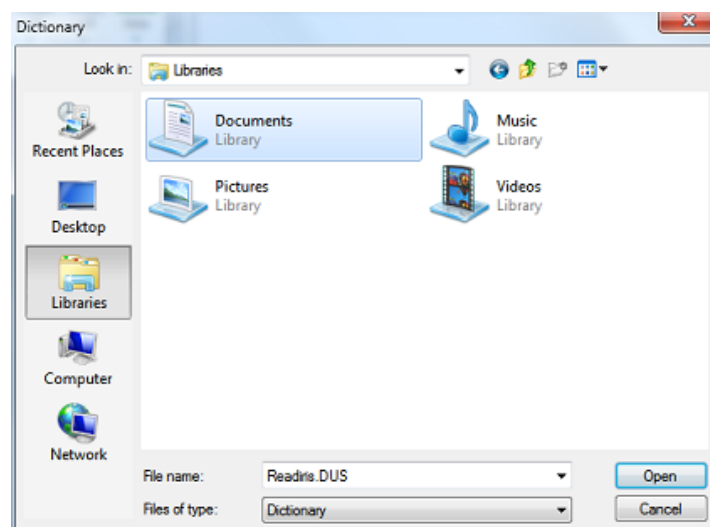 Dictionary
Look in:
Libraries
Recent Places
Desktop
Libraries
Computer
Network
Documents
Library
Music
Library
Pictures
Library
Videos
Library
File name:
Readiris.DUS
Open
Files of type:
Dictionary
Cancel